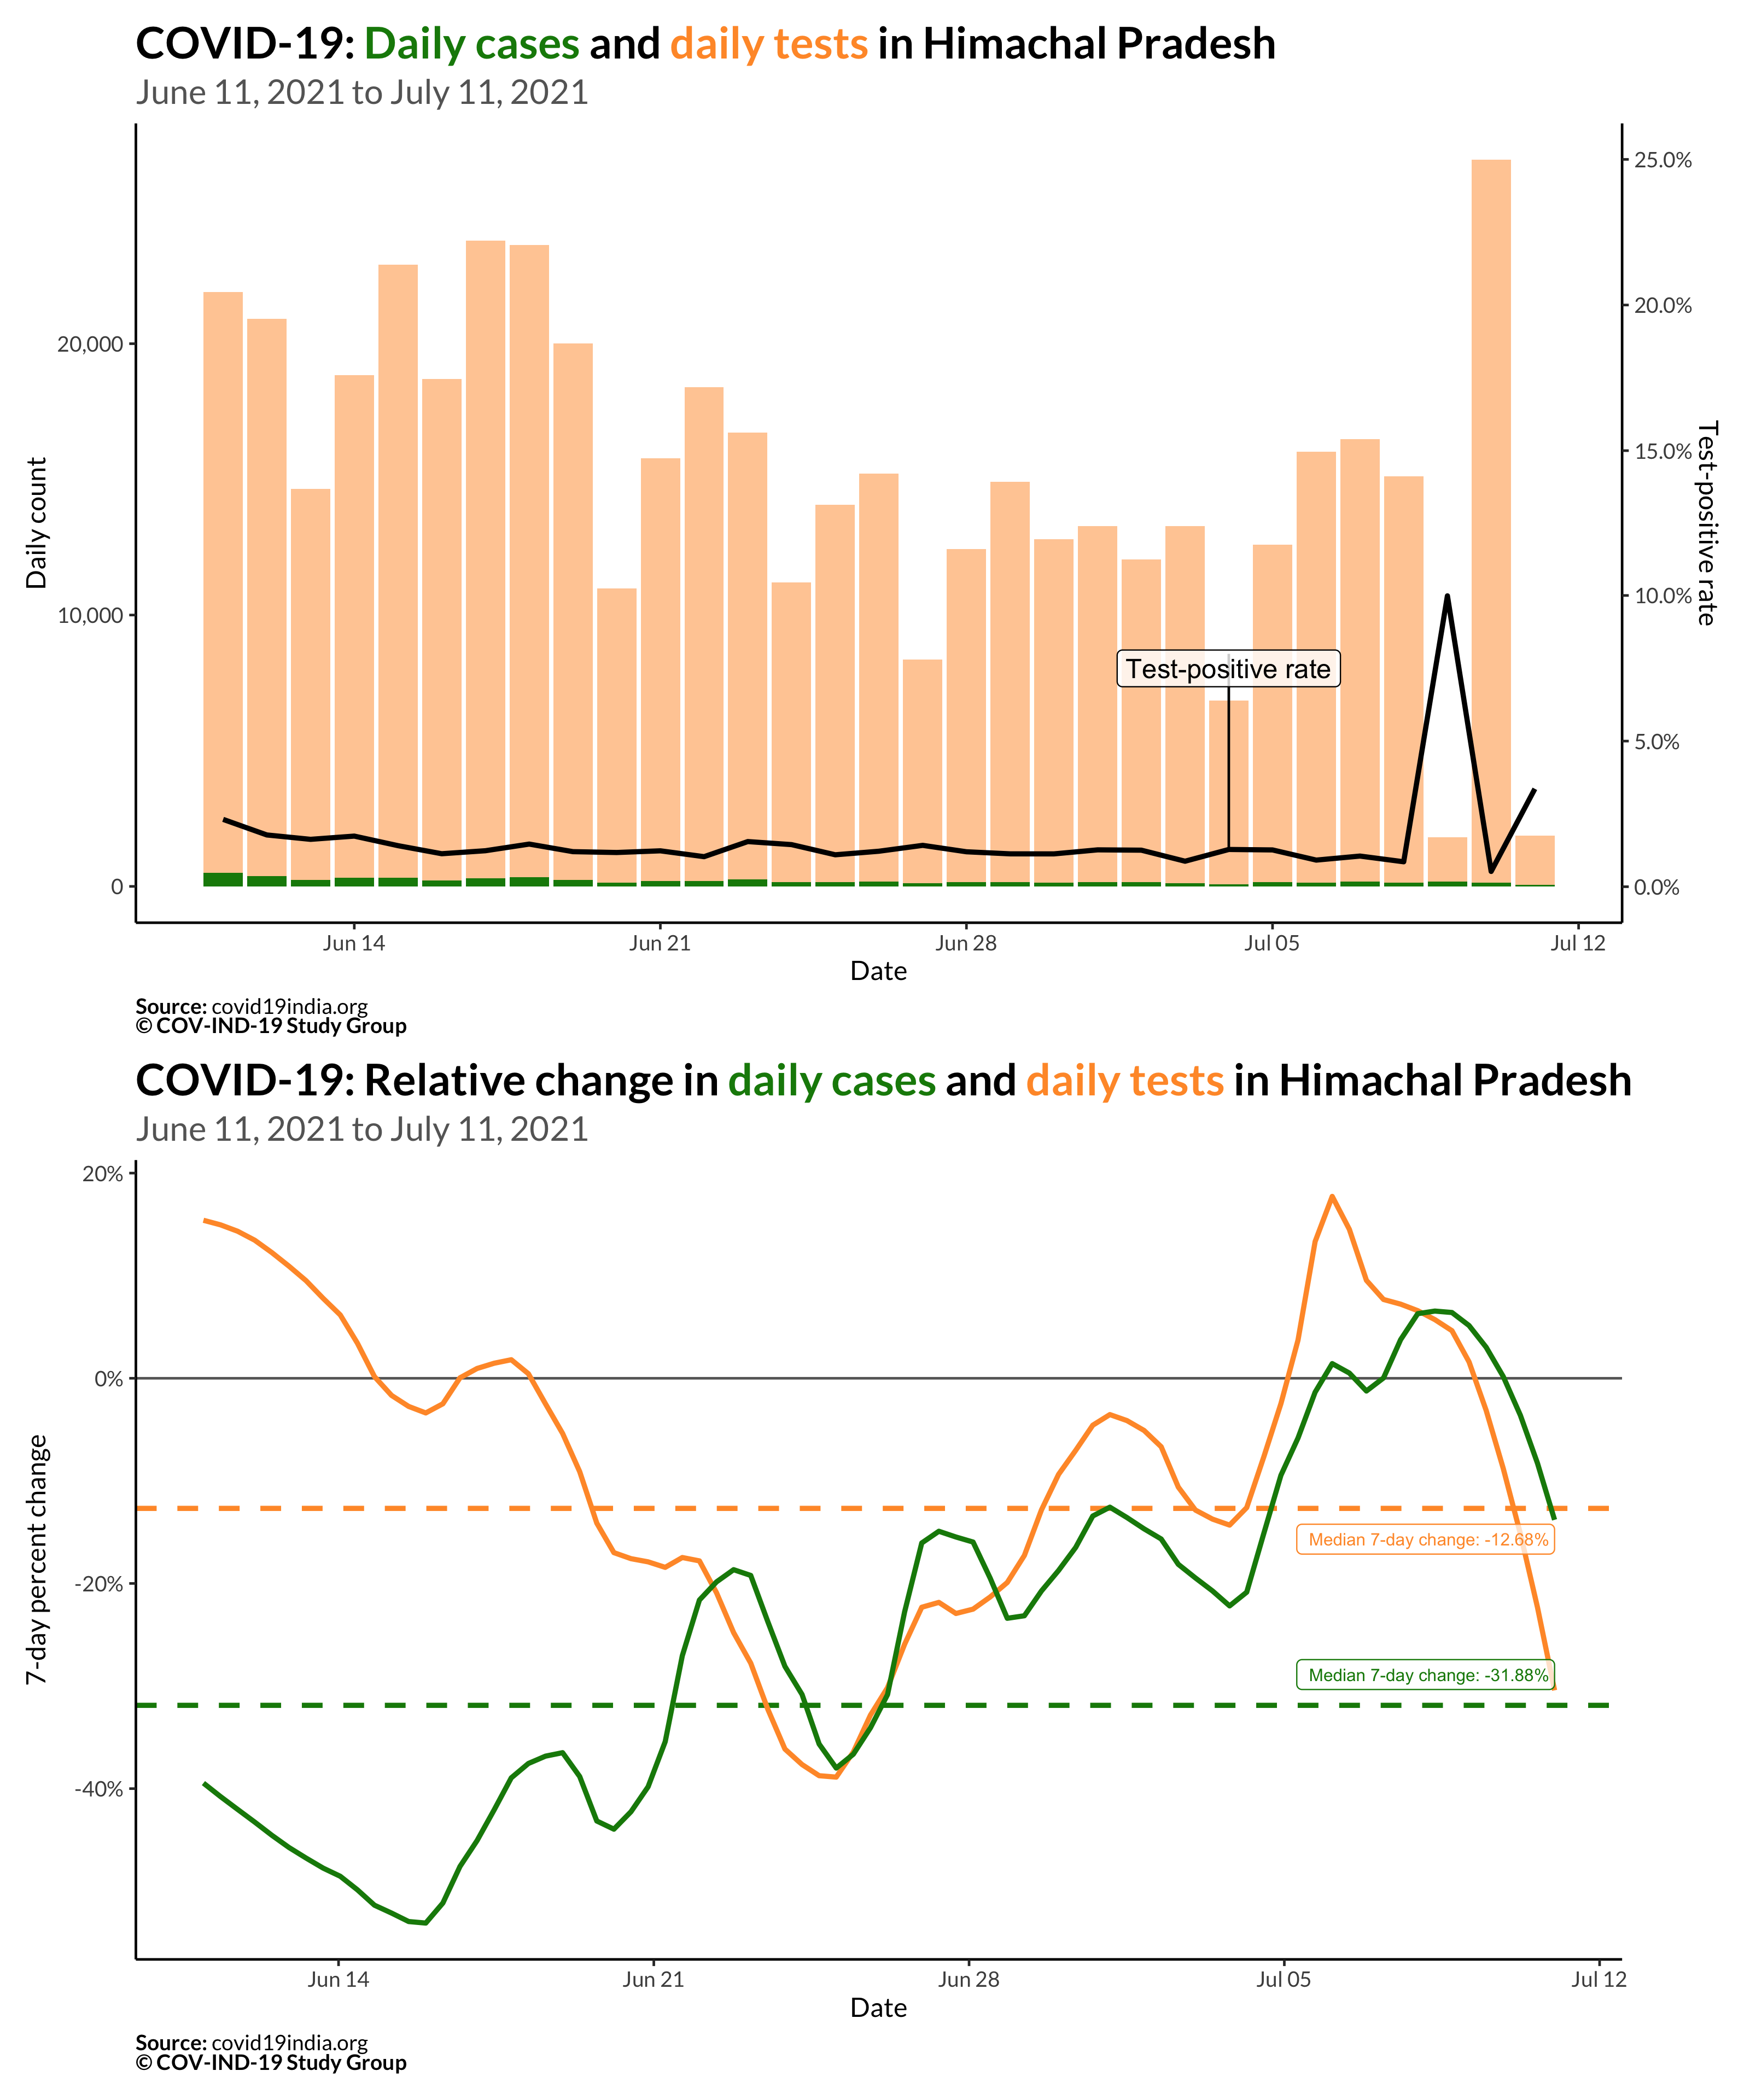 COVID-19: Daily cases and daily tests in Himachal Pradesh
June 11, 2021 to July 11, 2021
Daily count
20,000
10,000
0
25.0%
20.0%
15.0%
10.0%
5.0%
0.0%
Test-positive rate
Test-positive rate
Jun 14
Jun 21
Jun 28
Jul 05
Jul 12
Date
Source: covid19india.org
© COV-IND-19 Study Group
COVID-19: Relative change in daily cases and daily tests in Himachal Pradesh
June 11, 2021 to July 11, 2021
7-day percent change
20%
0%
-20%
-40%
Median 7-day change: -12.68%
Median 7-day change: -31.88%
Jun 14
Jun 21
Jun 28
Jul 05
Jul 12
Date
Source: covid19india.org
© COV-IND-19 Study Group